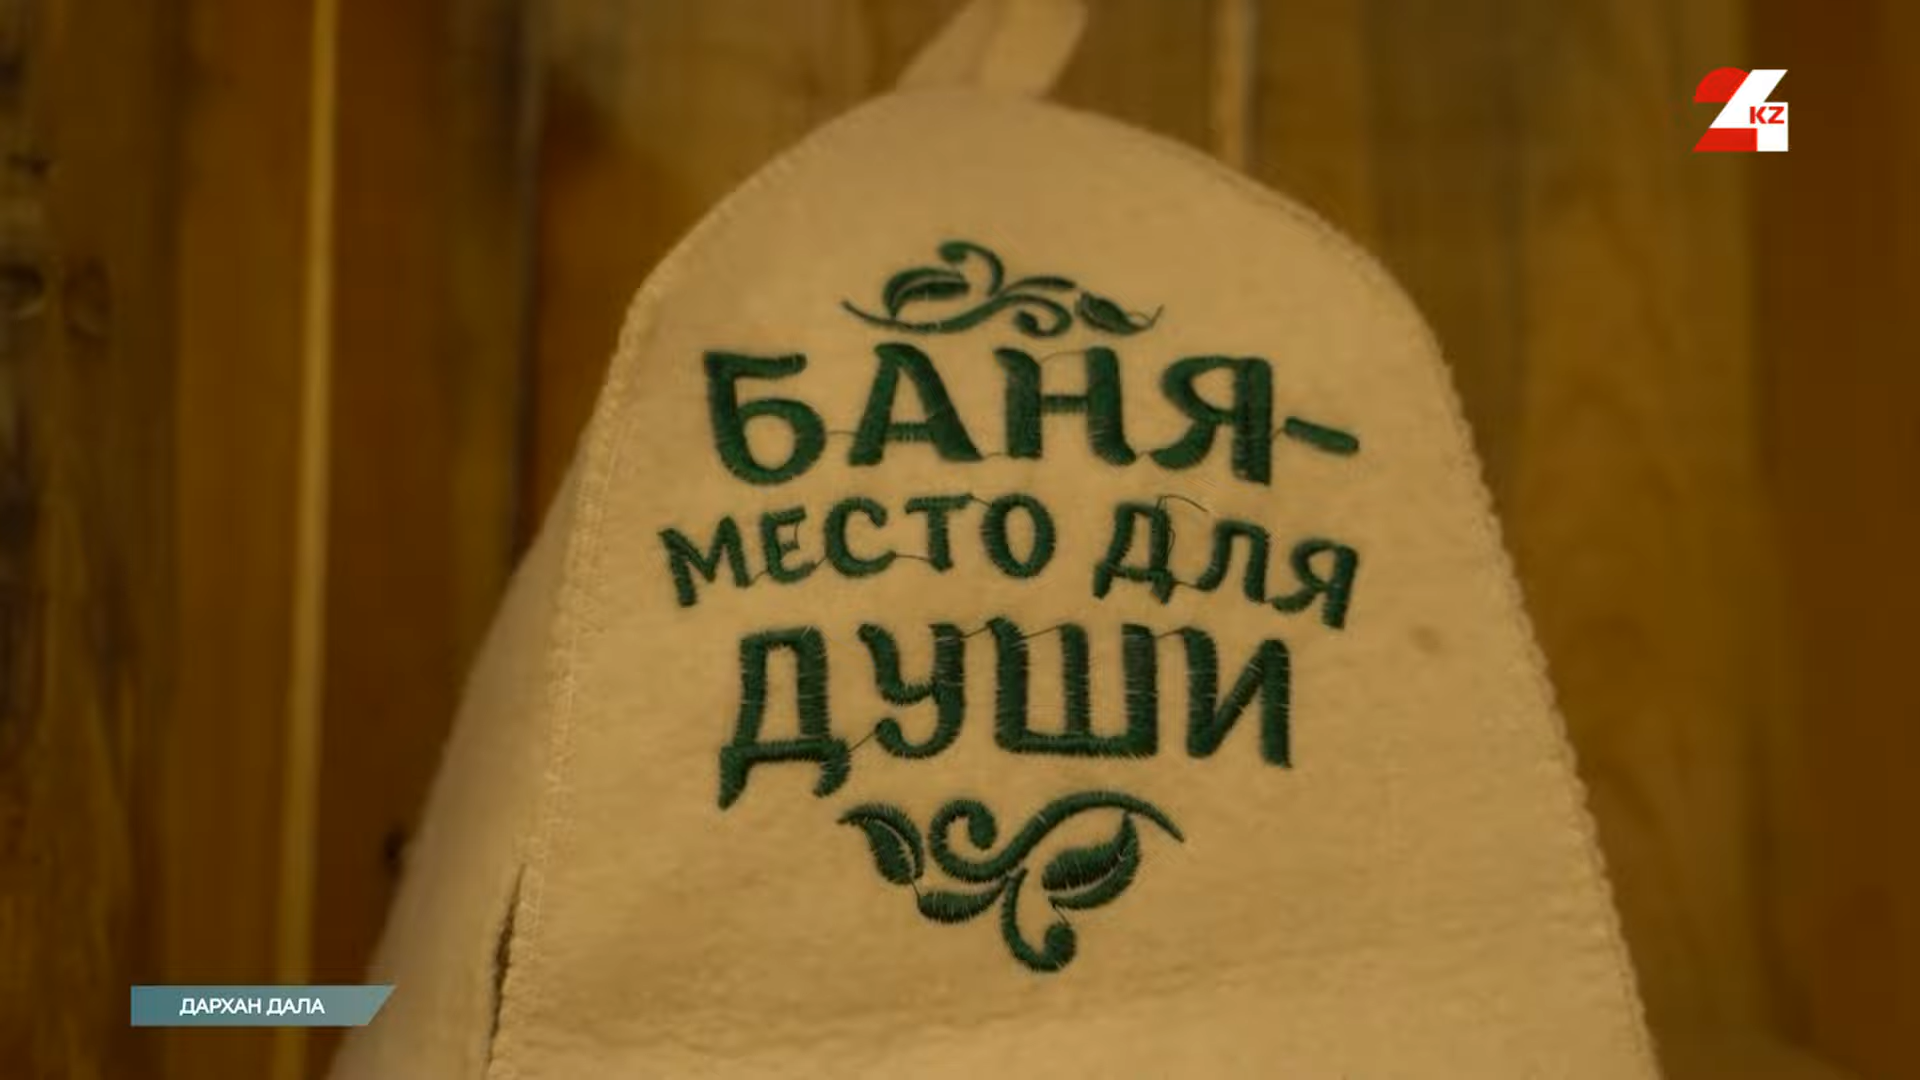 24
KZ
БАНЯ-
МЕСТО ДЛЯ
ДУШИ
ДАРХАН ДАЛА